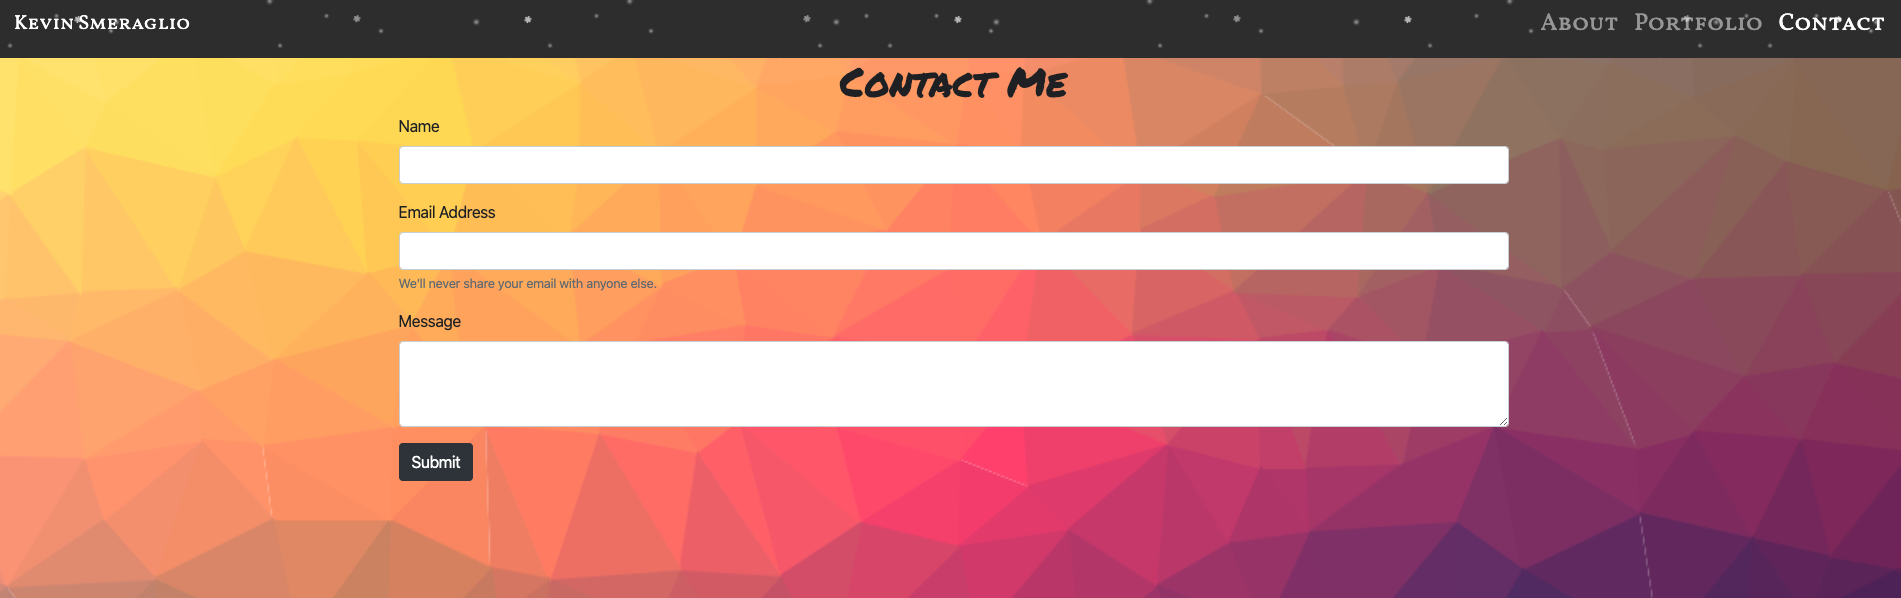 Kevin Smeraglio
About Portfolio Contact
Contact Me
Name
Email Address
We'll never share your email with anyone else.
Message
Submit